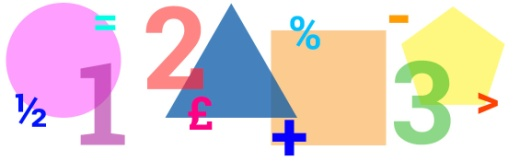 = 2 % -
½ 1 £ + 3 >